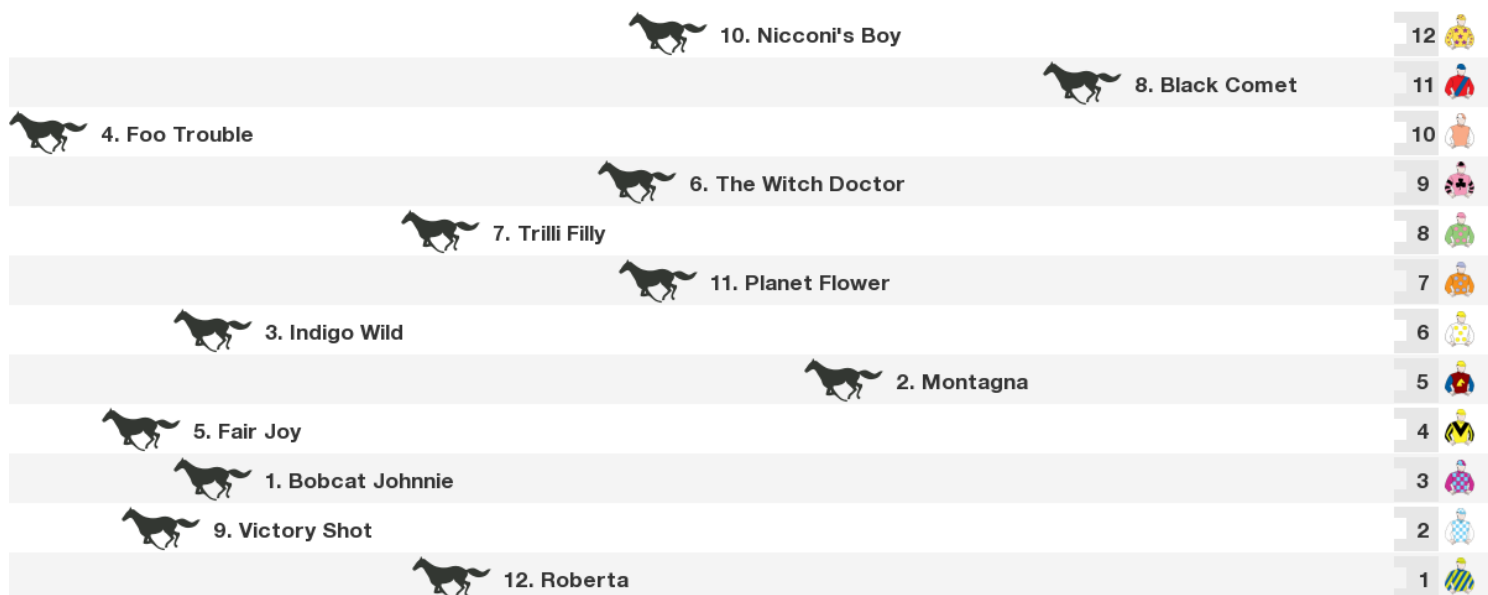 10. Nicconi's Boy 12
8. Black Comet 11
4. Foo Trouble 10
6. The Witch Doctor 9
7. Trilli Filly 8
11. Planet Flower 7
3. Indigo Wild 6
2. Montagna 5
5. Fair Joy 4
1. Bobcat Johnnie 3
9. Victory Shot 2
12. Roberta 1